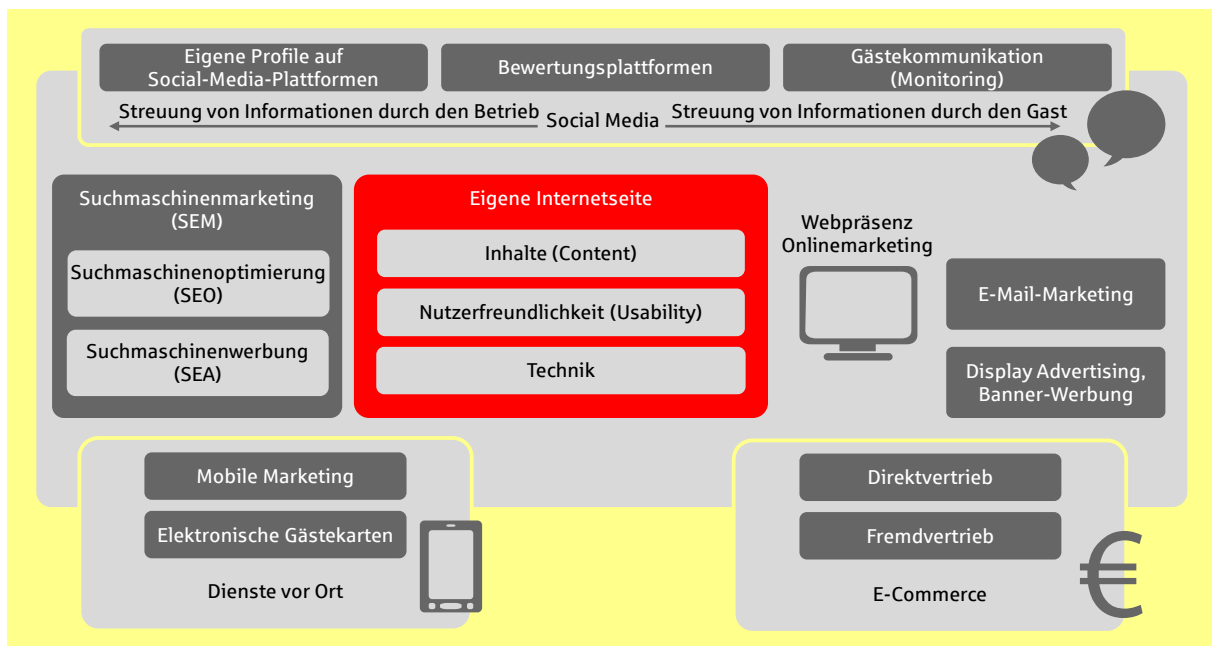 Eigene Profile auf
Social-Media-Plattformen
Bewertungsplattformen
Gästekommunikation
(Monitoring)
Streuung von Informationen durch den Betrieb
Social Media
Streuung von Informationen durch den Gast
Suchmaschinenmarketing
(SEM)
Suchmaschinenoptimierung
(SEO)
Suchmaschinenwerbung
(SEA)
Eigene Internetseite
Inhalte (Content)
Nutzerfreundlichkeit (Usability)
Technik
Webpräsenz
Onlinemarketing
E-Mail-Marketing
Display Advertising,
Banner-Werbung
Mobile Marketing
Elektronische Gästekarten
Dienste vor Ort
Direktvertrieb
Fremdvertrieb
E-Commerce
€